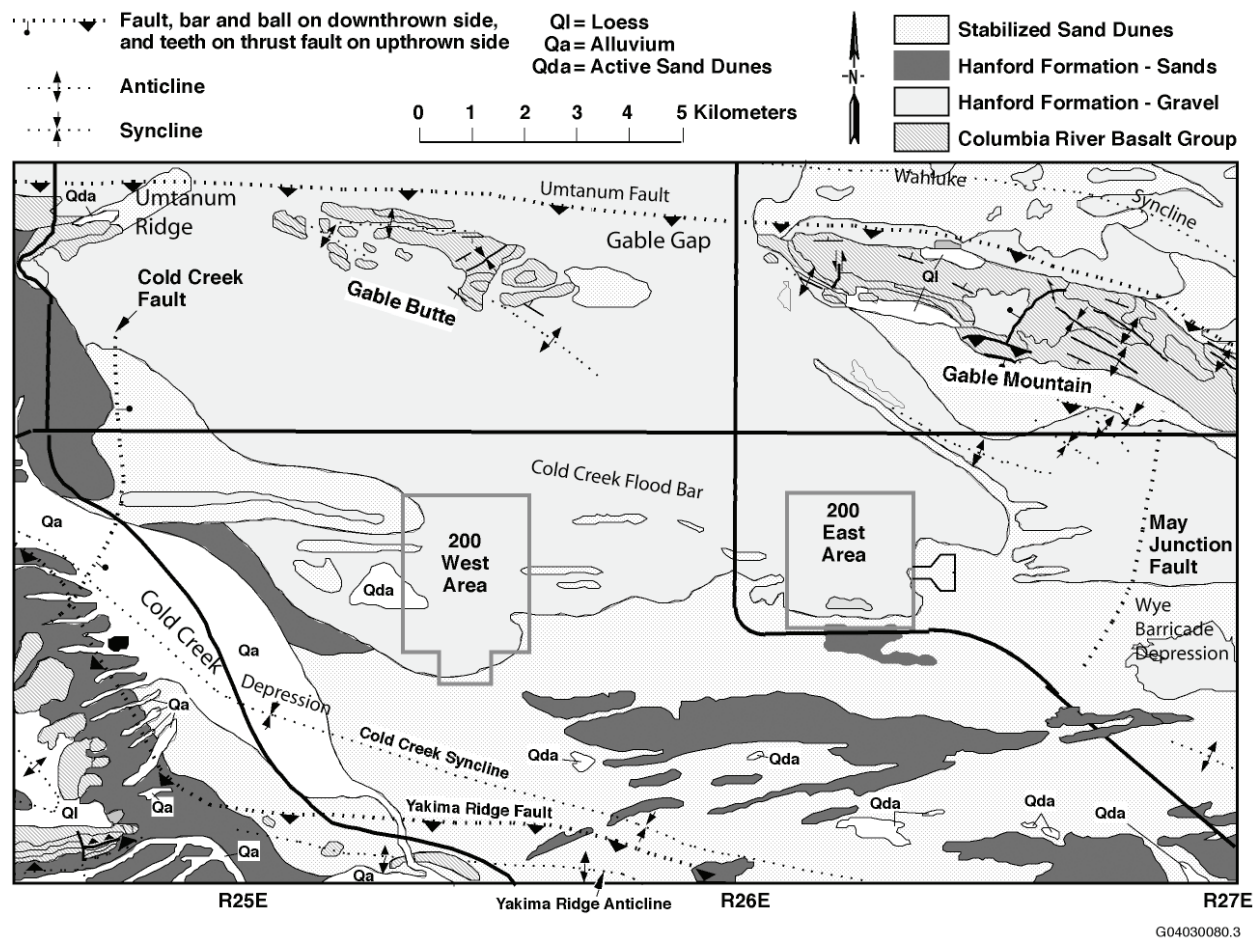 Fault, bar and ball on downthrown side,
and teeth on thrust fault on upthrown side
Anticline
Syncline
Ql = Loess
Qa = Alluvium
Qda = Active Sand Dunes
0 1 2 3 4 5 Kilometers
N
Stabilized Sand Dunes
Hanford Formation - Sands
Hanford Formation - Gravel
Columbia River Basalt Group
Qda
Umtanum
Ridge
Umtanum Fault
Gable Gap
Wahluke
Syncline
Cold Creek
Fault
Gable Butte
Ql
Gable Mountain
Cold Creek Flood Bar
Qa
200
West
Area
Qda
200
East
Area
May
Junction
Fault
Wye
Barricade
Depression
Cold Creek
Depression
Qa
Qa
Cold Creek Syncline
Qda
Qda
Yakima Ridge Fault
Ql
Qa
Qa
Qa
Qda
Qda
Qda
R25E
Yakima Ridge Anticline
R26E
R27E
G04030080.3